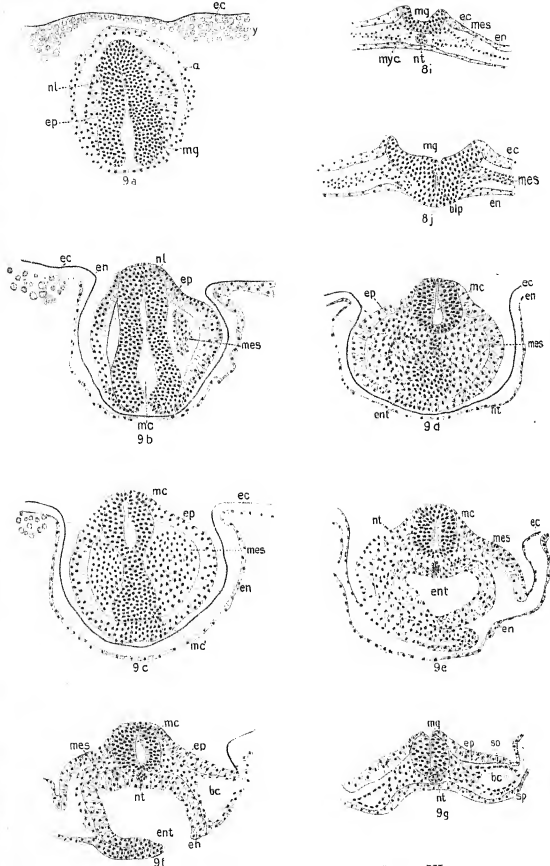 ec
y
a
nl
ep
mg
9a
mg
ec
mes
en
myc
nt
8i
mg
ec
mes
blp
en
8j
nl
ec
en
ep
mes
mc
9b
ep
mc
ec
en
mes
ent
nt
9d
mc
ec
ep
mes
en
mc'
9c
nt
mc
ec
mes
ent
en
9e
mc
mes
ep
bc
nt
ent
en
9f
mg
ep
so
bc
nt
sp
9g